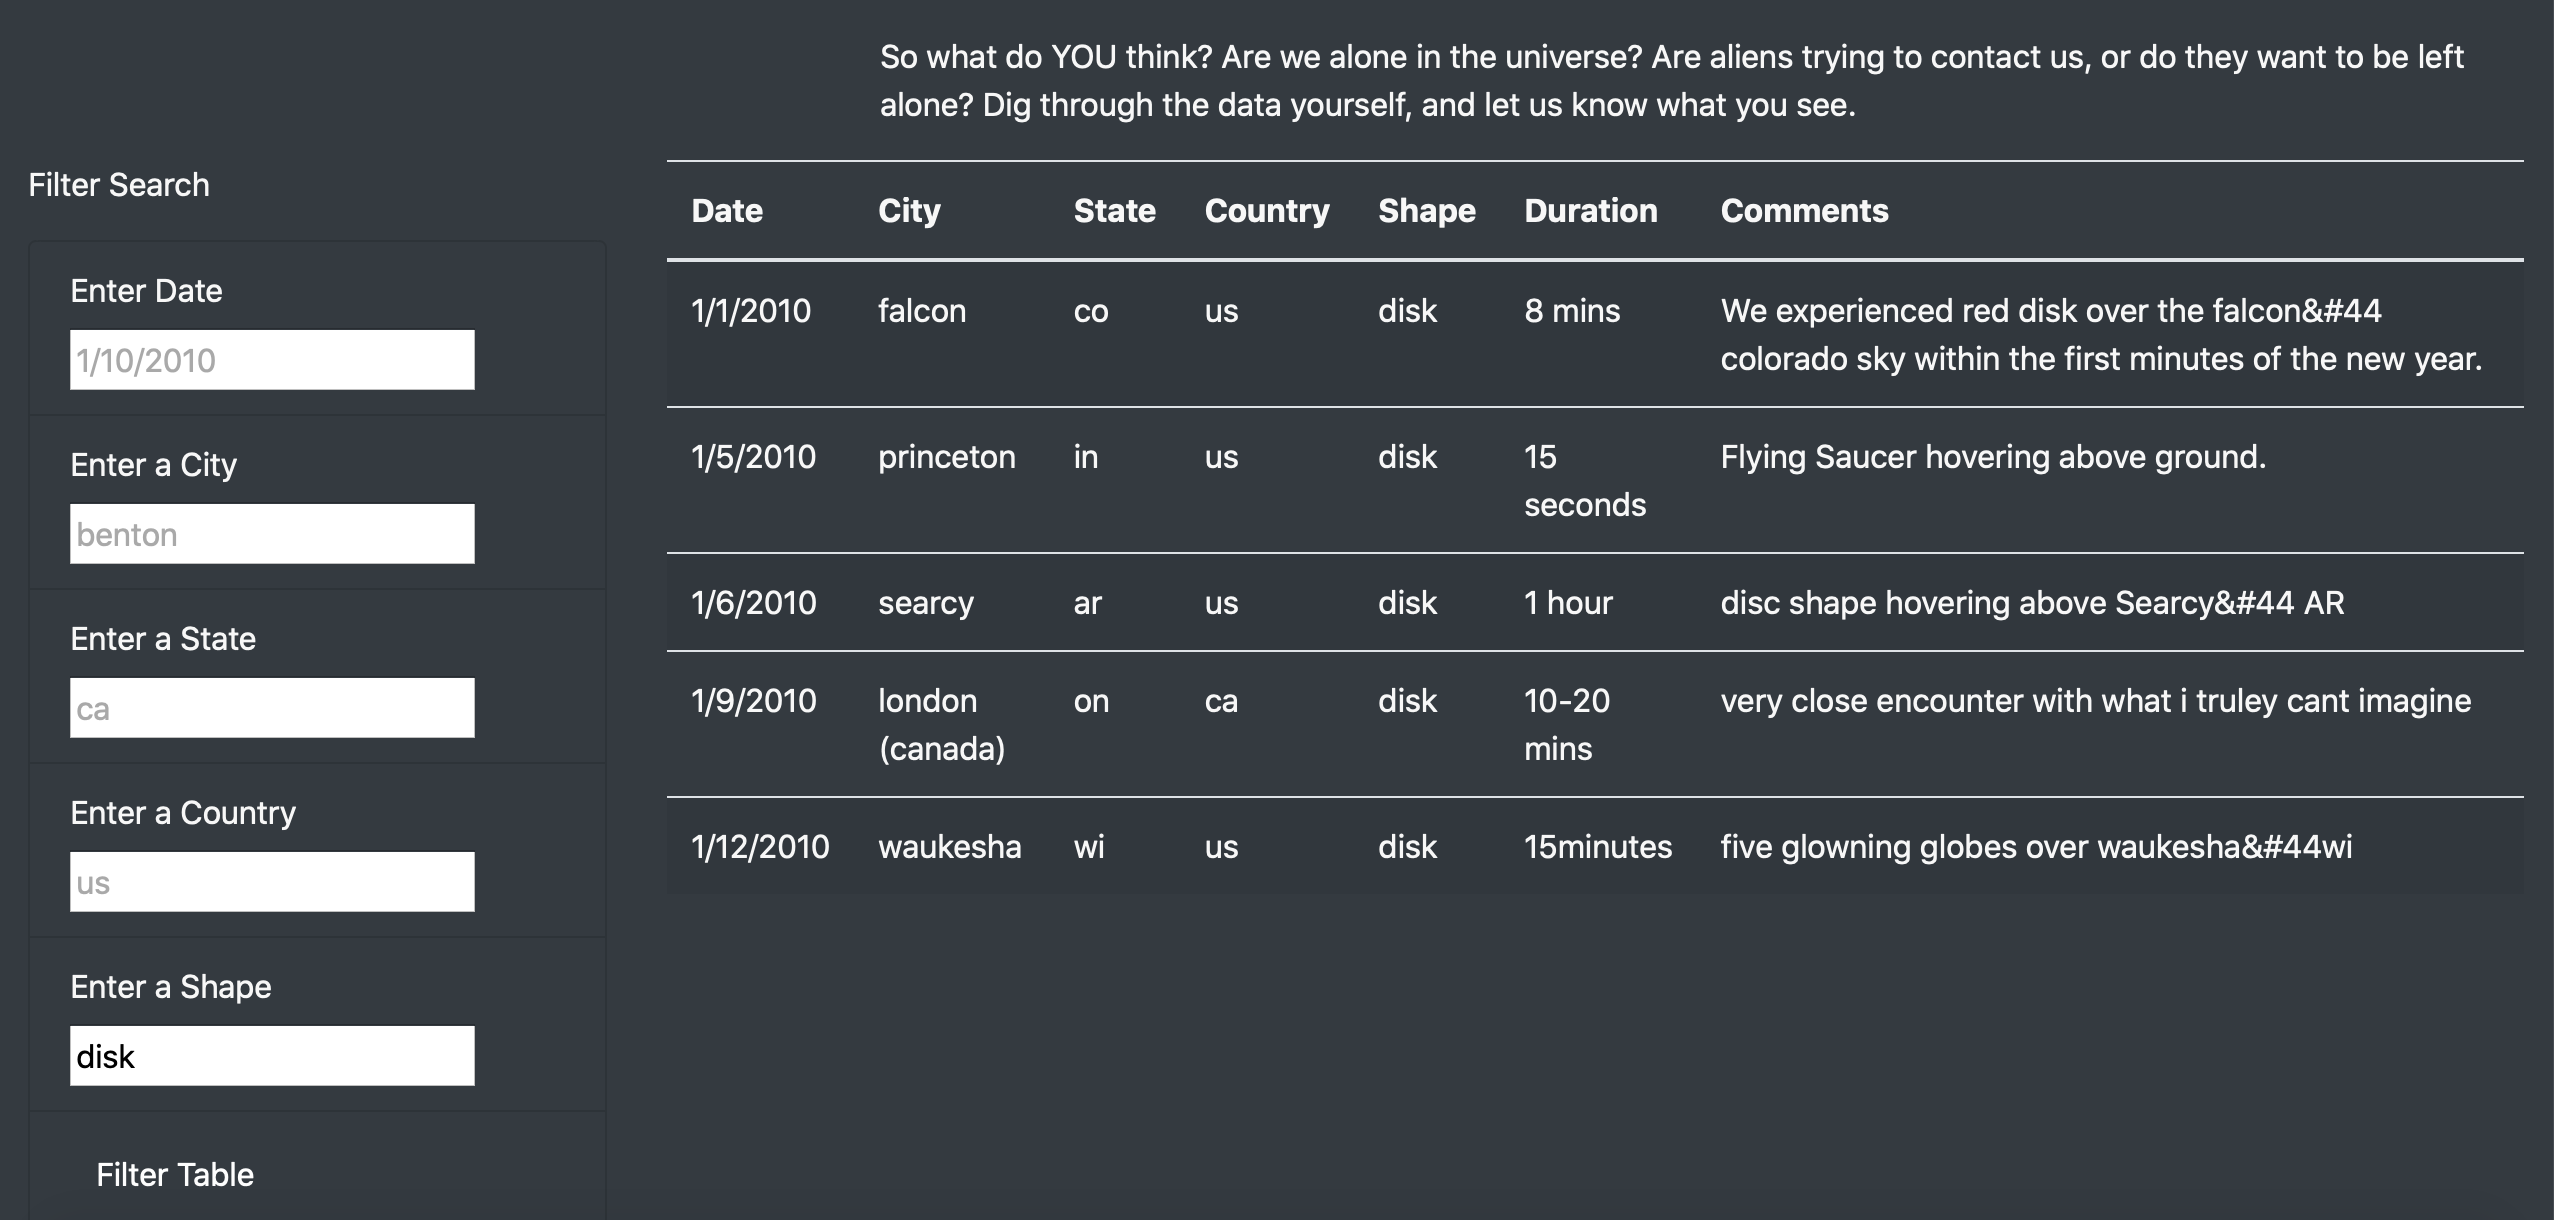 So what do YOU think? Are we alone in the universe? Are aliens trying to contact us, or do they want to be left
alone? Dig through the data yourself, and let us know what you see.
Filter Search
Enter Date
1/10/2010
Enter a City
benton
Enter a State
ca
Enter a Country
us
Enter a Shape
disk
Filter Table
Date City State Country Shape Duration Comments
1/1/2010 falcon co us disk 8 mins We experienced red disk over the falcon&#44
colorado sky within the first minutes of the new year.
1/5/2010 princeton in us disk 15 Flying Saucer hovering above ground.
seconds
1/6/2010 searcy ar us disk 1 hour disc shape hovering above Searcy&#44 AR
1/9/2010 london on ca disk 10-20 very close encounter with what i truley cant imagine
(canada) mins
1/12/2010 waukesha wi us disk 15minutes five glowning globes over waukesha&#44wi